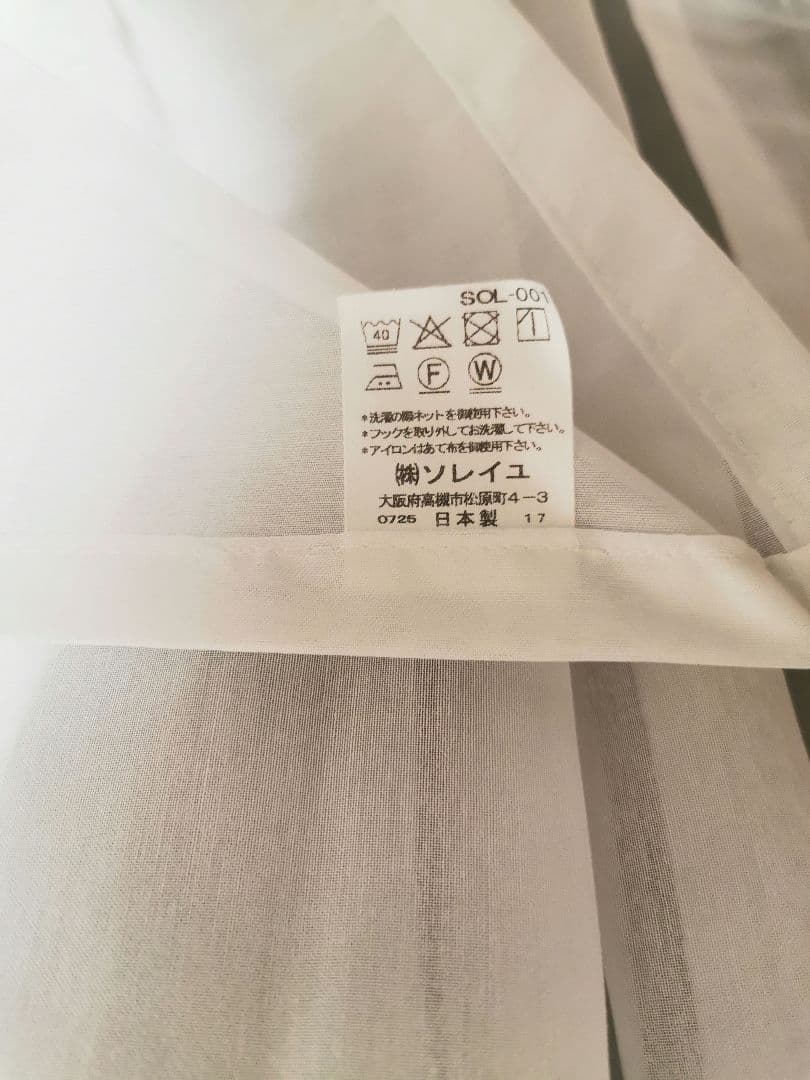 SOL-001
40
F W
*洗濯の際ネットを御使用下さい。
*フックを取り外してお洗濯して下さい。
*アイロンはあて布を御使用下さい。
㈱ソレイユ
大阪府高槻市松原町4-3
0725 日本製 17